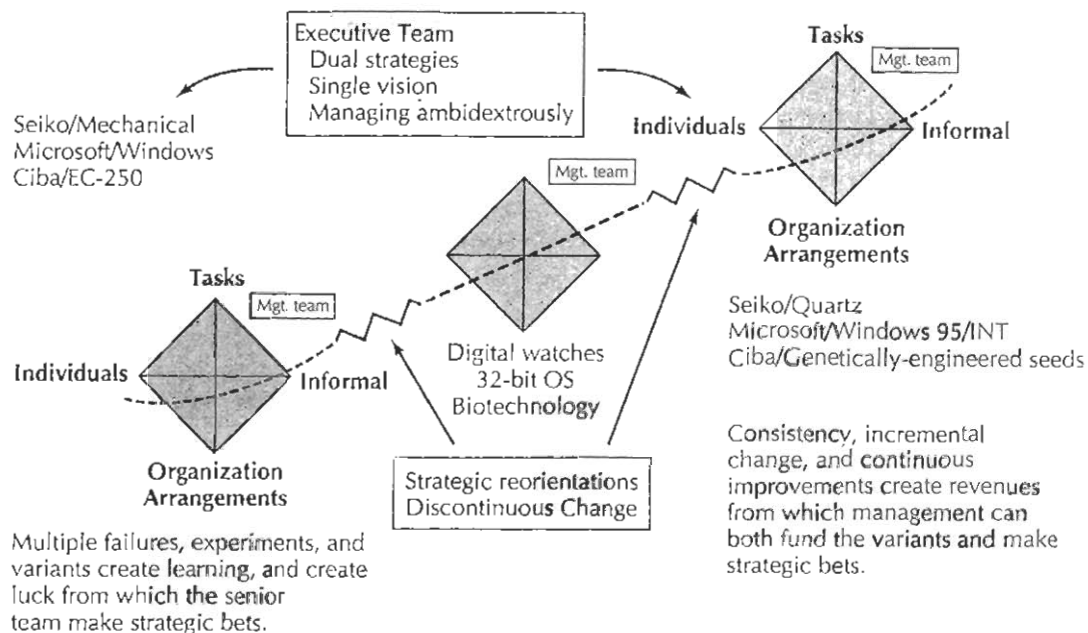 Executive Team
Dual strategies
Single vision
Managing ambidextrously
Tasks
Mgt. team
Individuals
Informal
Organization
Arrangements
Seiko/Mechanical
Microsoft/Windows
Ciba/EC-250
Mgt. team
Tasks
Mgt. team
Individuals
Informal
Organization
Arrangements
Digital watches
32-bit OS
Biotechnology
Seiko/Quartz
Microsoft/Windows 95/INT
Ciba/Genetically-engineered seeds
Strategic reorientations
Discontinuous Change
Multiple failures, experiments, and
variants create learning, and create
luck from which the senior
team make strategic bets.
Consistency, incremental
change, and continuous
improvements create revenues
from which management can
both fund the variants and make
strategic bets.